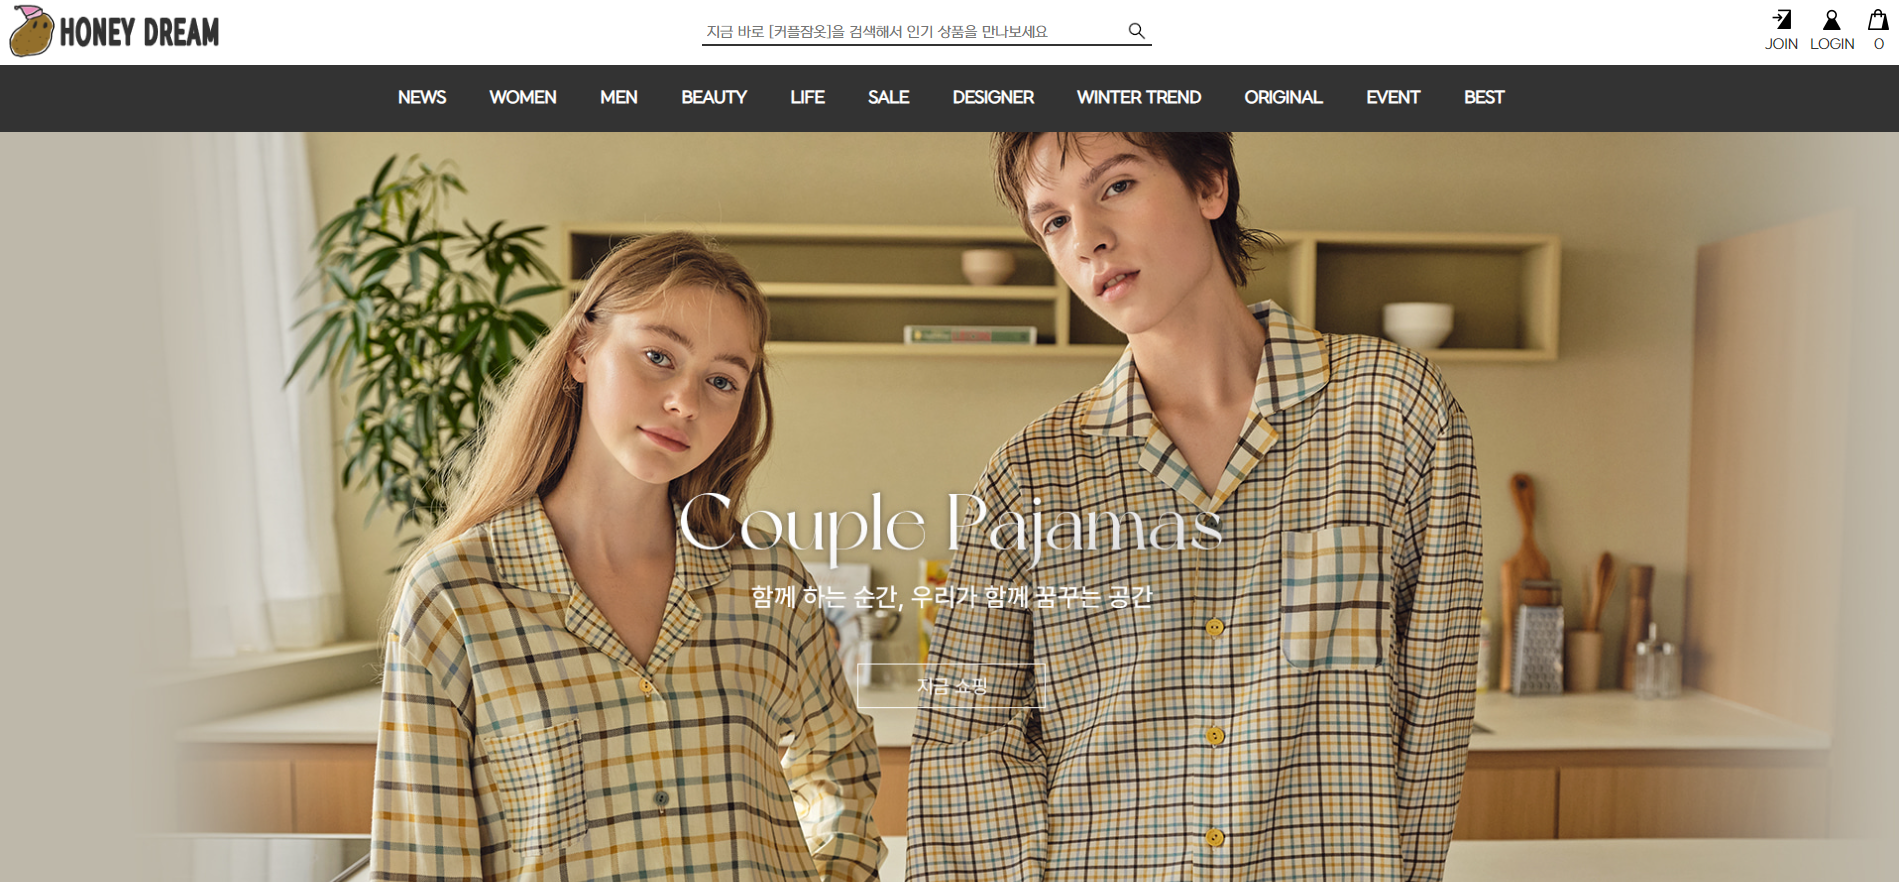 HONEY DREAM
지금 바로 [커플잠옷]을 검색해서 인기 상품을 만나보세요
JOIN LOGIN 0
NEWS WOMEN MEN BEAUTY LIFE SALE DESIGNER WINTER TREND ORIGINAL EVENT BEST
Couple Pajamas
함께 하는 순간, 우리가 함께 꿈꾸는 공간
지금 쇼핑